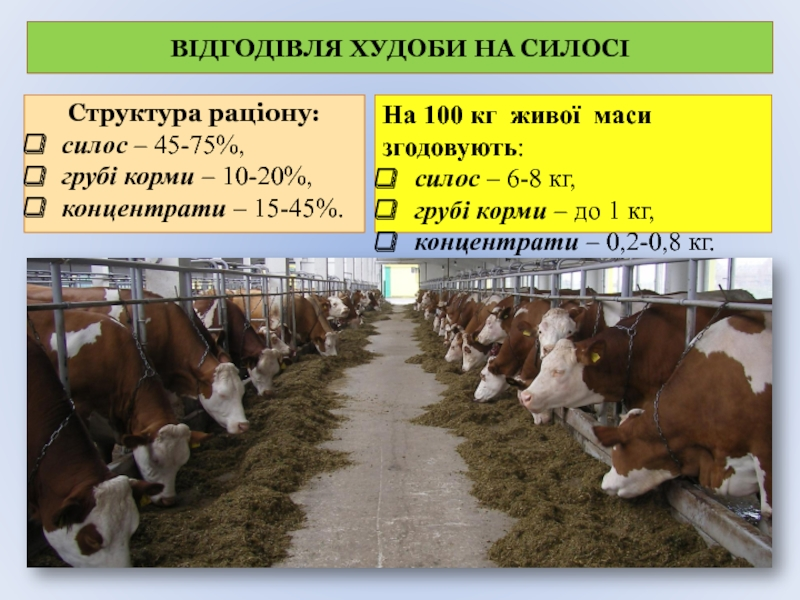 ВІДГОДІВЛЯ ХУДОБИ НА СИЛОСІ
Структура раціону:
силос – 45-75%,
грубі корми – 10-20%,
концентрати – 15-45%.
На 100 кг живої маси
згодовують:
силос – 6-8 кг,
грубі корми – до 1 кг,
концентрати – 0,2-0,8 кг.